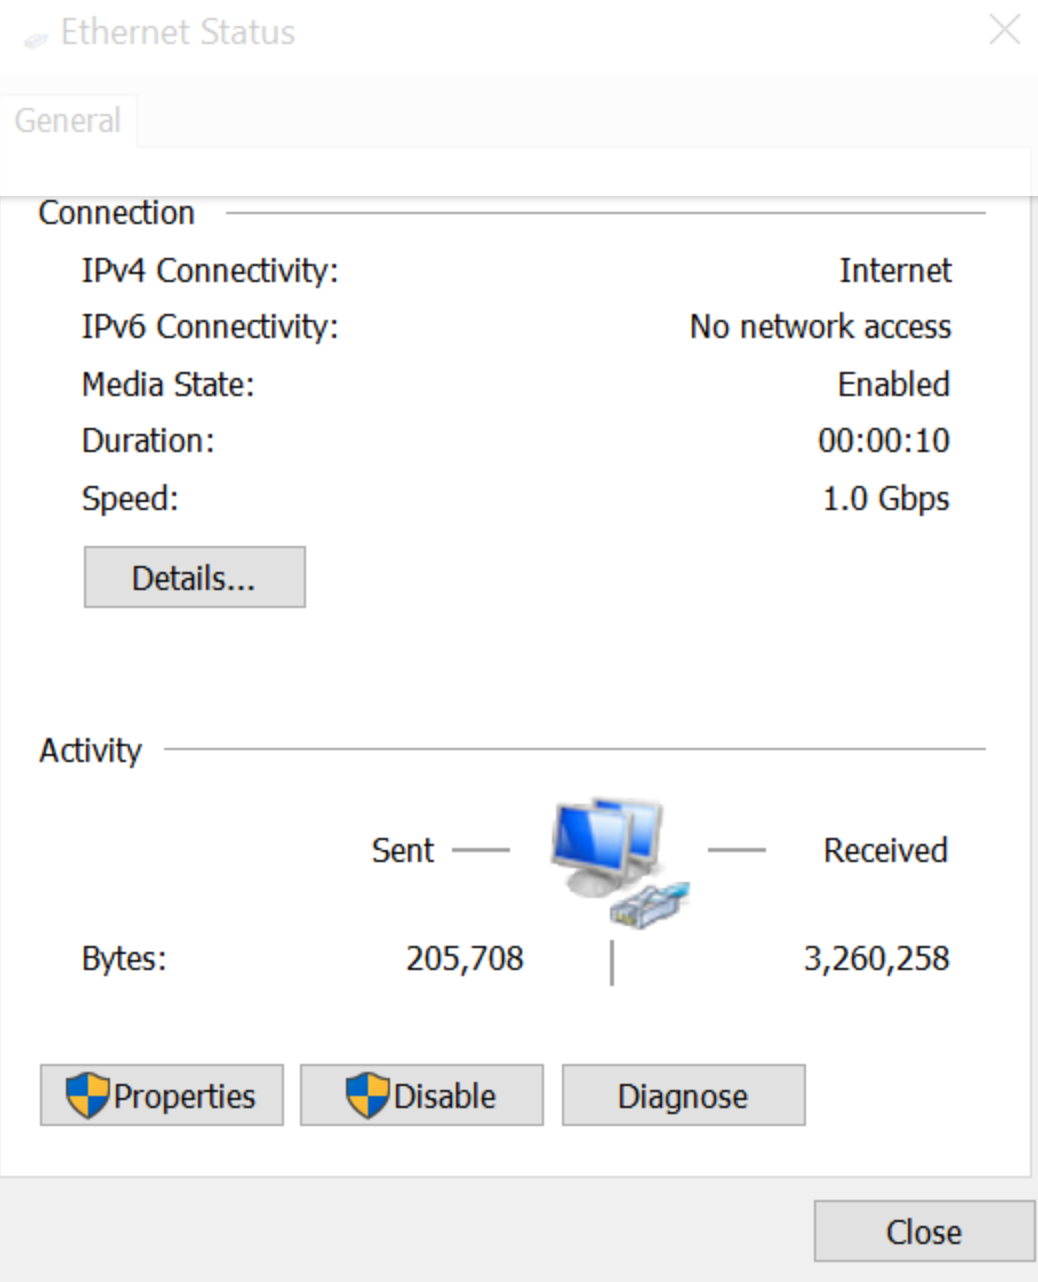 Ethernet Status
General
Connection
IPv4 Connectivity: Internet
IPv6 Connectivity: No network access
Media State: Enabled
Duration: 00:00:10
Speed: 1.0 Gbps
Details...
Activity
Sent Received
Bytes: 205,708 3,260,258
Properties Disable Diagnose
Close